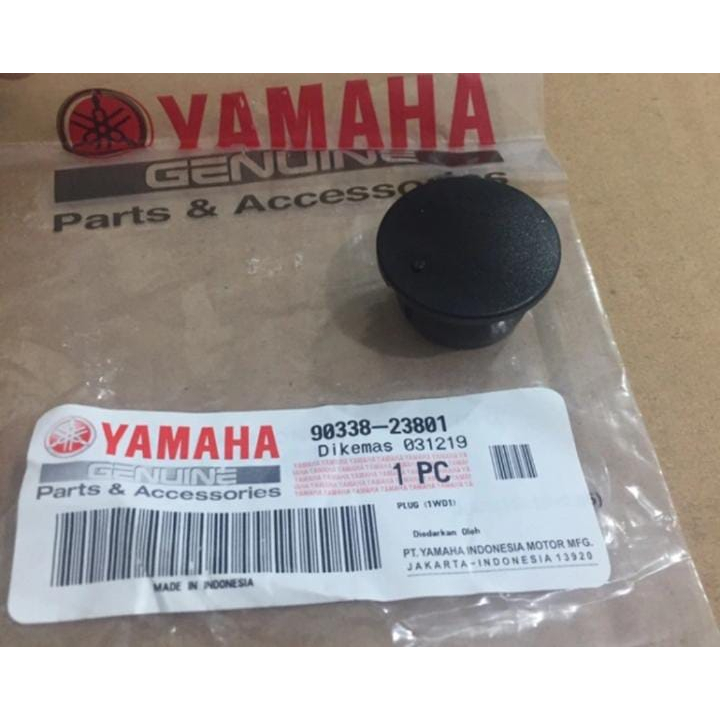 YAMAHA
GENUINE
Parts & Accessories
YAMAHA
GENUINE
Parts & Accessories
90338-23801
Dikemas 031219
1 PC
PLUG (1WD1)
Diedarkan Oleh
PT. YAMAHA INDONESIA MOTOR MFG.
JAKARTA-INDONESIA 13920
MADE IN INDONESIA